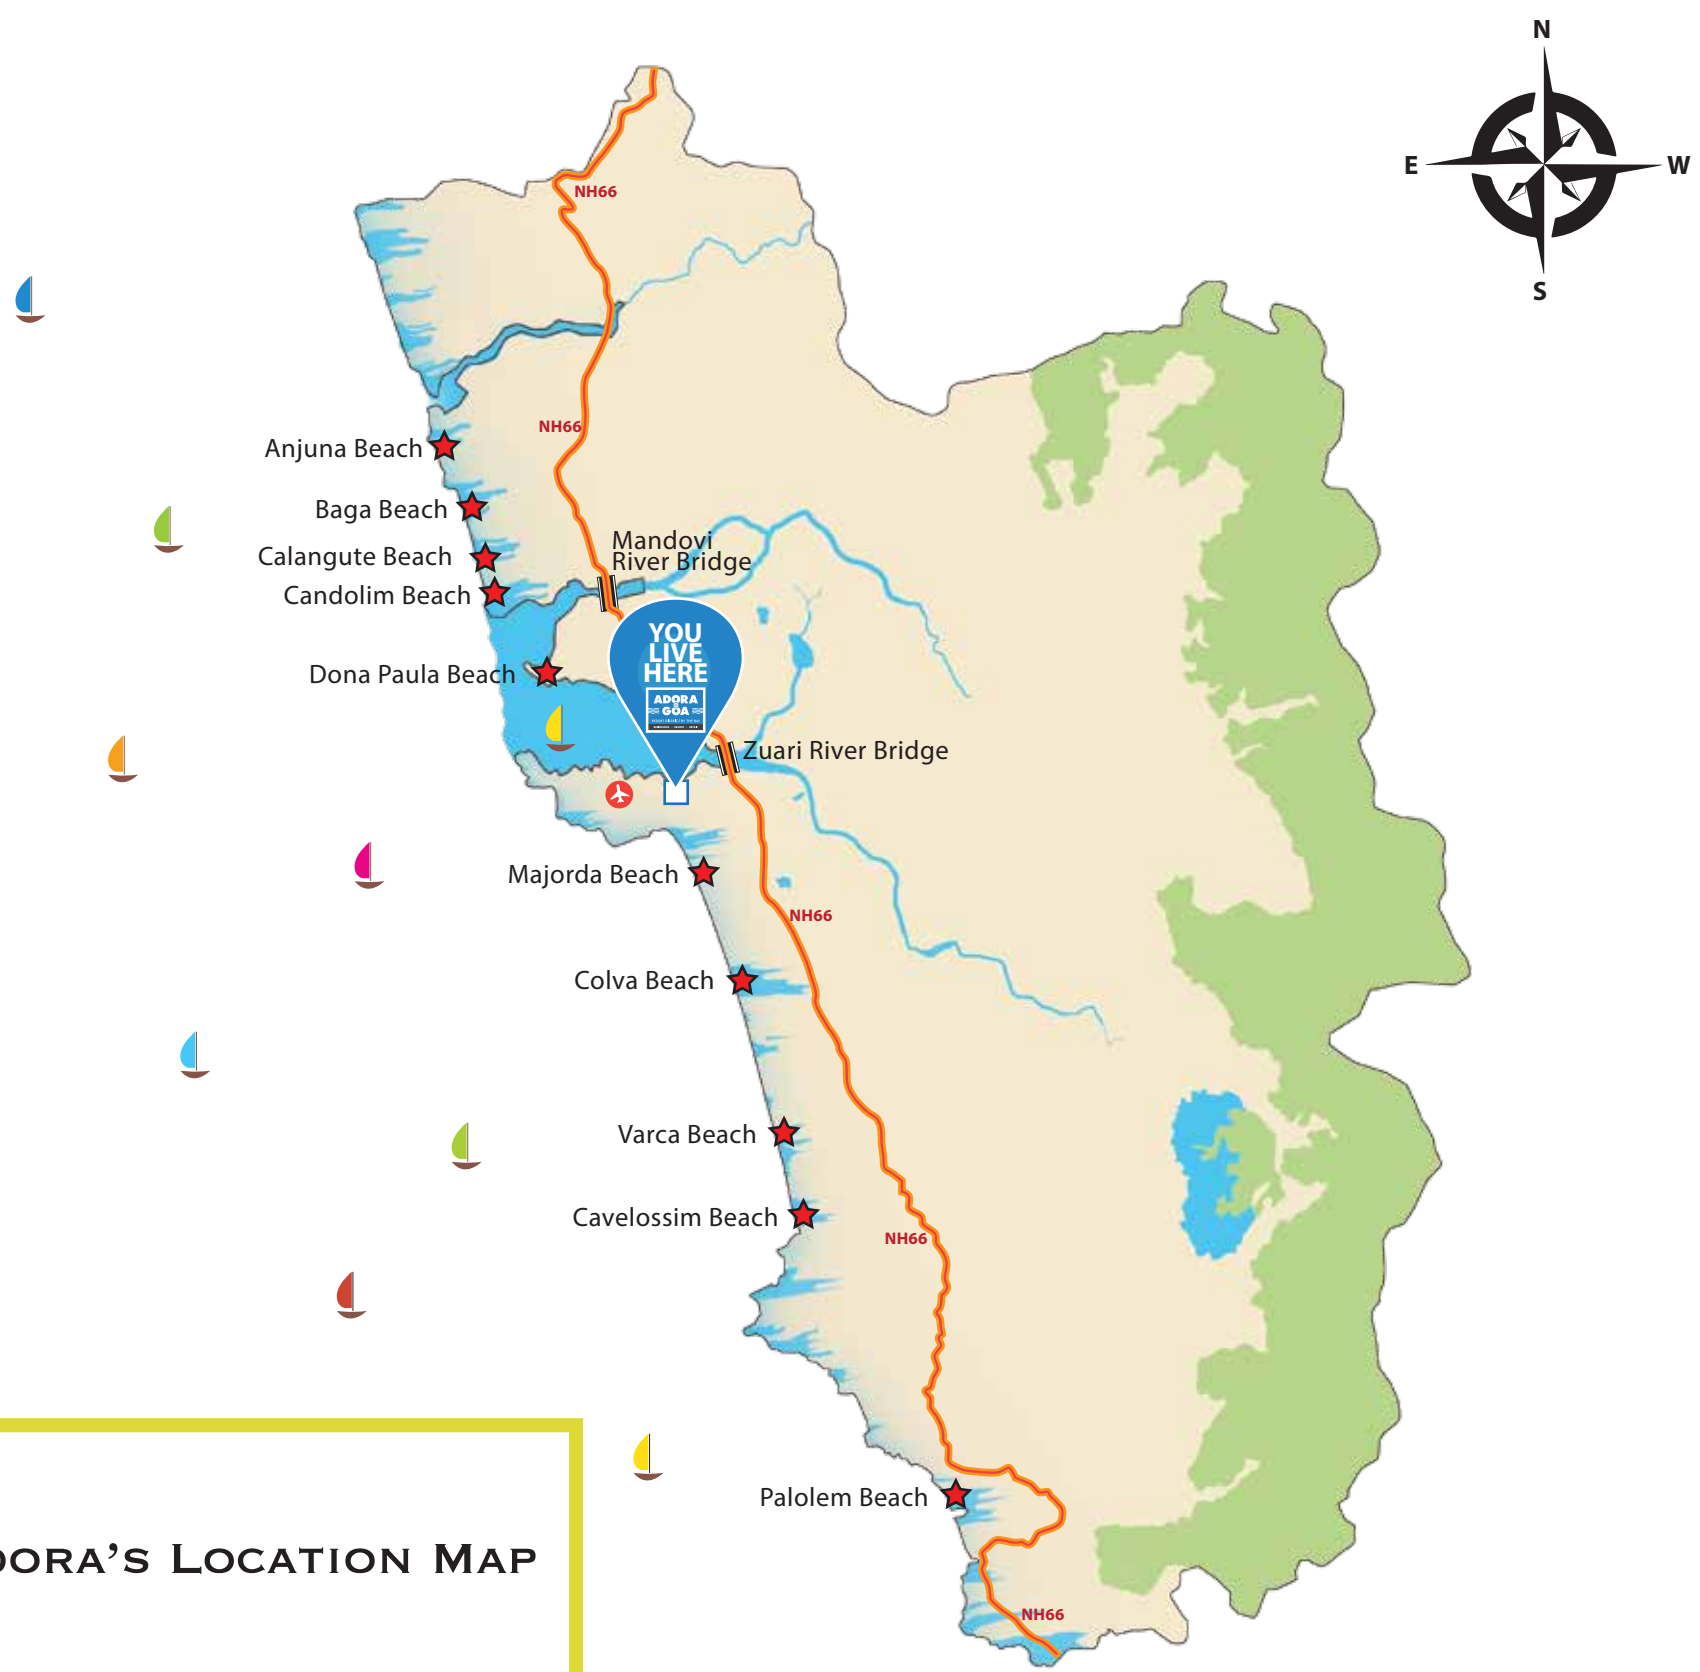 N
E
W
S
NH66
NH66
Anjuna Beach
Baga Beach
Mandovi
River Bridge
Calangute Beach
Candolim Beach
YOU
LIVE
HERE
ADORA
GOA
Dona Paula Beach
Zuari River Bridge
Majorda Beach
NH66
Colva Beach
Varca Beach
Cavelossim Beach
NH66
Palolem Beach
DORA'S LOCATION MAP
NH66